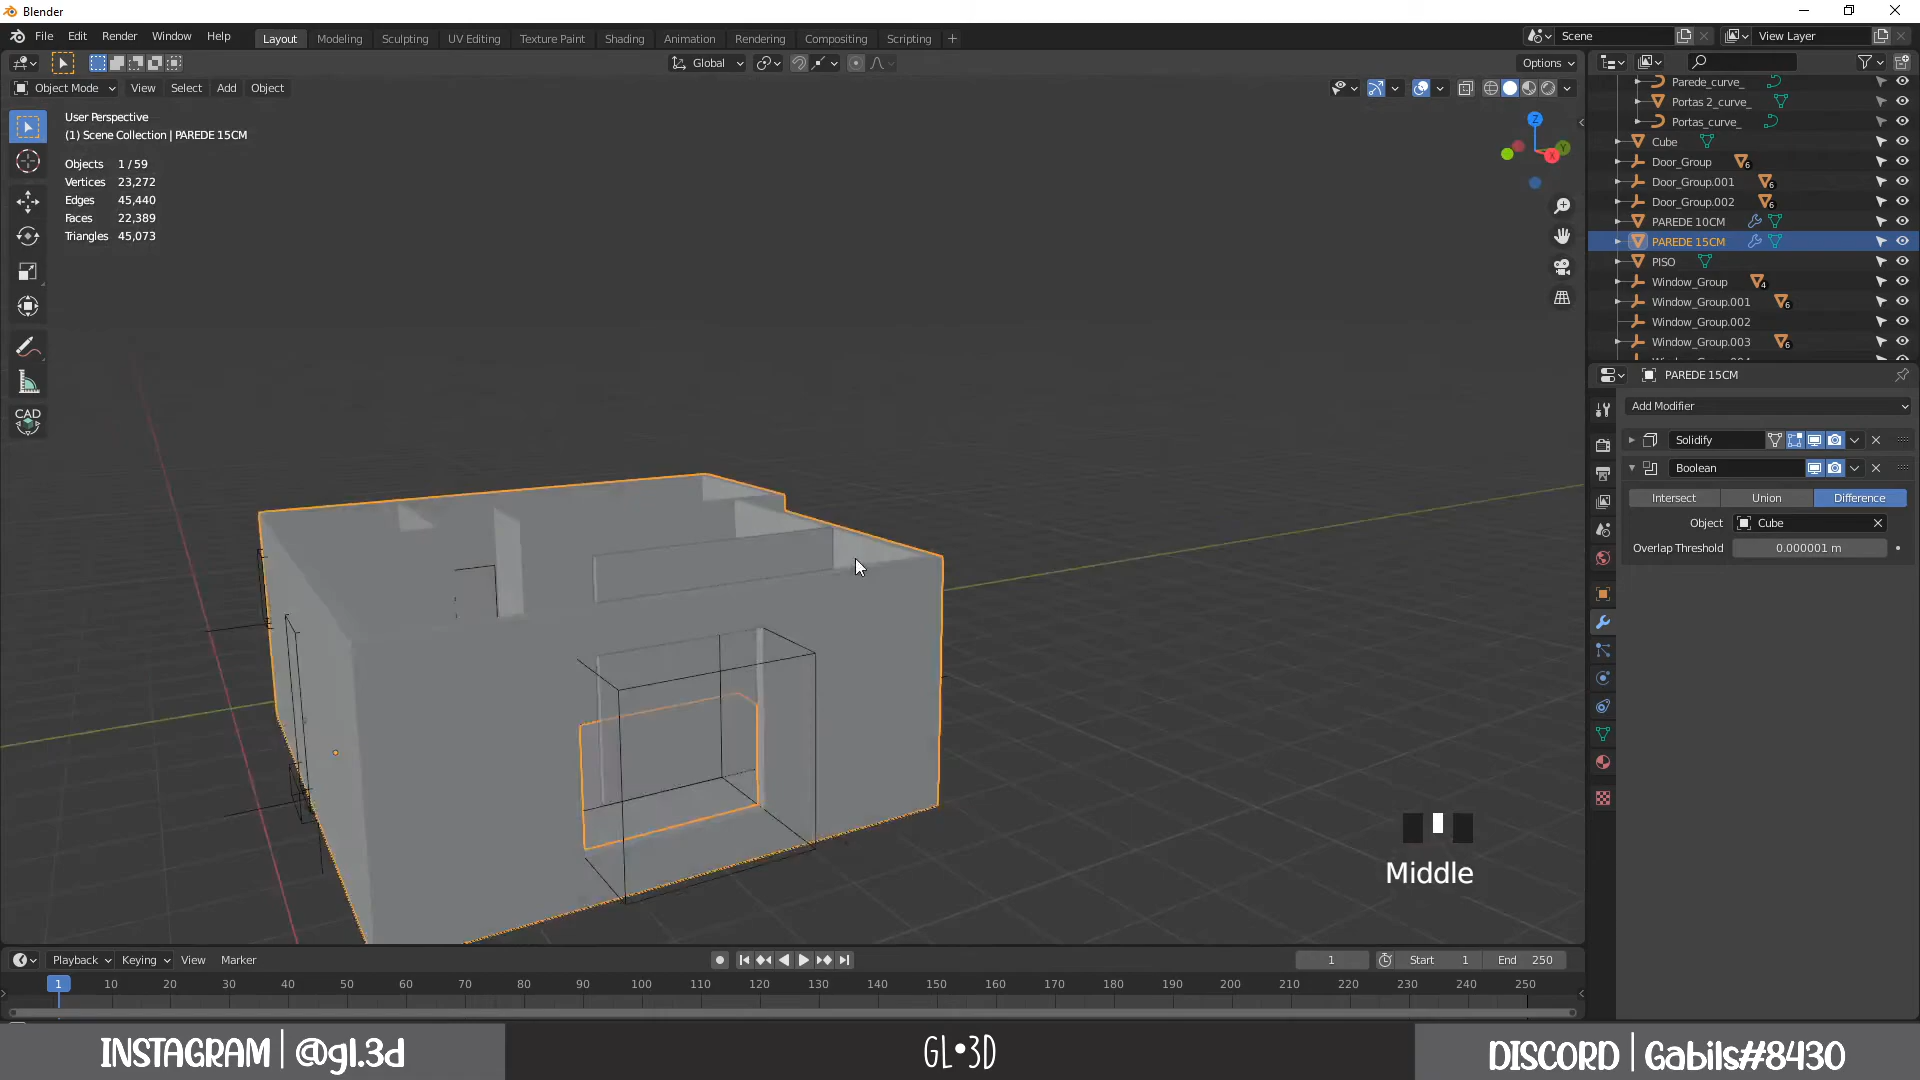 Blender
File Edit Render Window Help
Layout Modeling Sculpting UV Editing Texture Paint Shading Animation Rendering Compositing Scripting +
Scene
View Layer
Global
Options
Object Mode View Select Add Object
User Perspective
(1) Scene Collection | PAREDE 15CM
Objects 1 / 59
Vertices 23,272
Edges 45,440
Faces 22,389
Triangles 45,073
CAD
Z
Y
X
Parede_curve_
Portas 2_curve_
Portas_curve_
Cube
Door_Group 6
Door_Group.001 6
Door_Group.002 6
PAREDE 10CM
PAREDE 15CM
PISO
Window_Group 4
Window_Group.001 6
Window_Group.002
Window_Group.003 6
PAREDE 15CM
Add Modifier
Solidify
Boolean
Intersect Union Difference
Object Cube
Overlap Threshold 0.000001 m
Middle
Playback Keying View Marker
1 Start 1 End 250
1 10 20 30 40 50 60 70 80 90 100 110 120 130 140 150 160 170 180 190 200 210 220 230 240 250
INSTAGRAM | @gl.3d
GL•3D
DISCORD | Gabils#8430